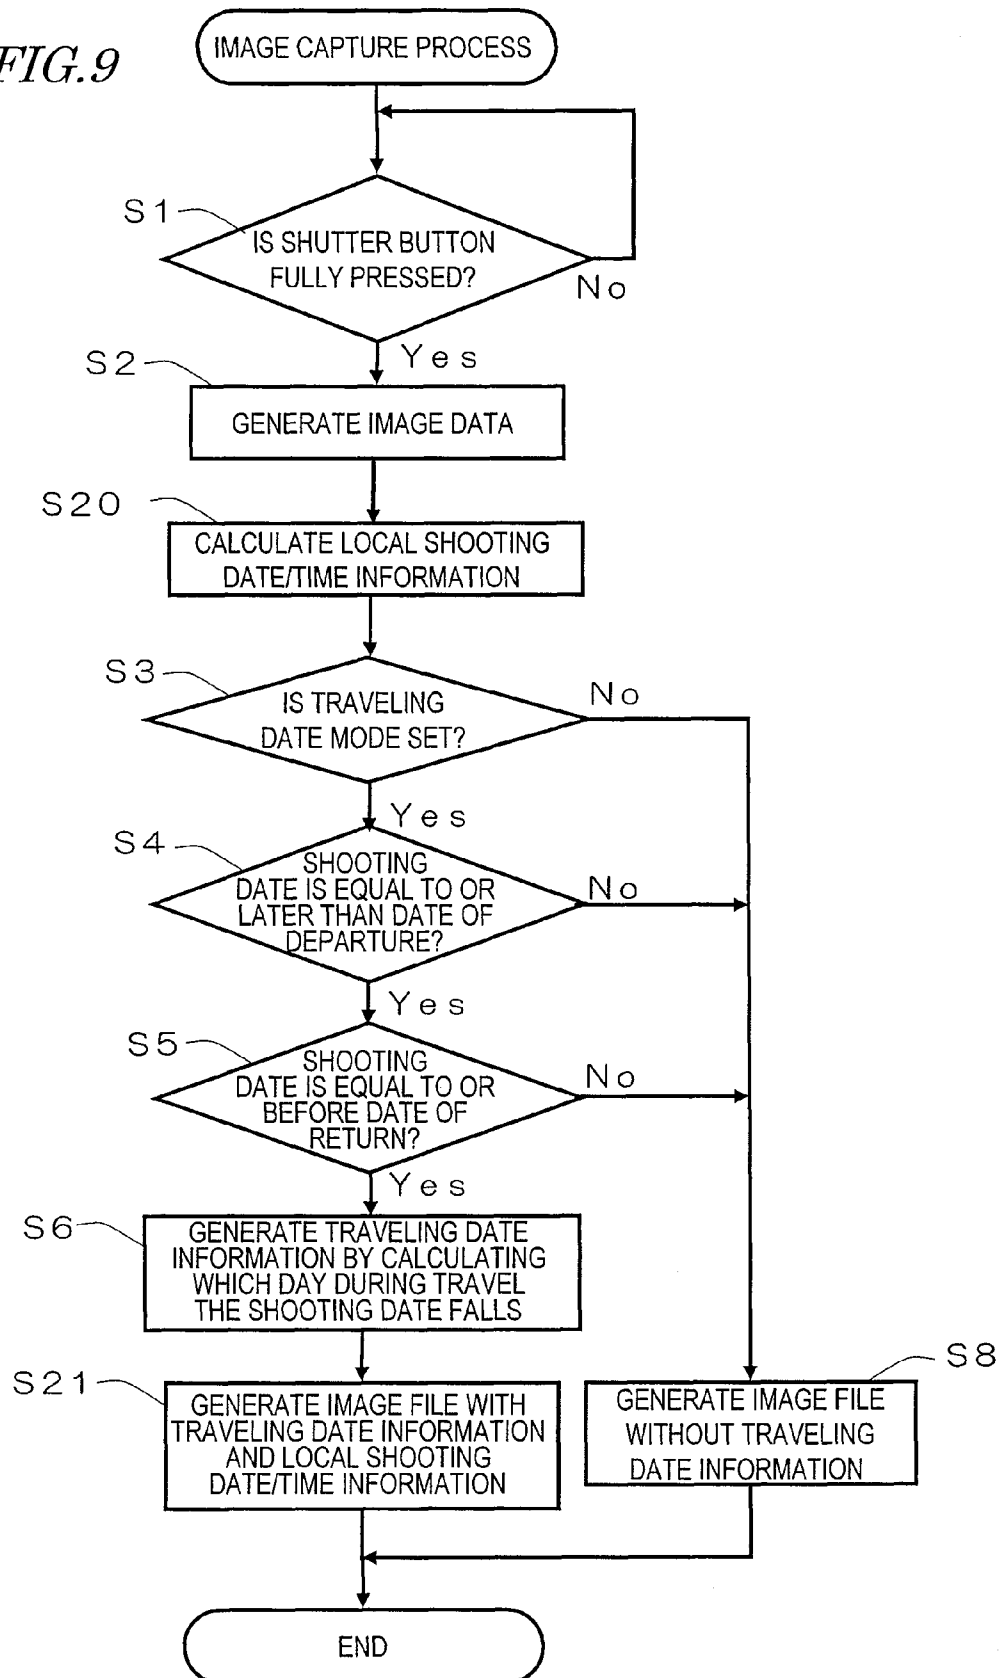 FIG.9
IMAGE CAPTURE PROCESS
S1
IS SHUTTER BUTTON
FULLY PRESSED?
No
Yes
S2
GENERATE IMAGE DATA
S20
CALCULATE LOCAL SHOOTING
DATE/TIME INFORMATION
S3
IS TRAVELING
DATE MODE SET?
No
Yes
S4
SHOOTING
DATE IS EQUAL TO OR
LATER THAN DATE OF
DEPARTURE?
No
Yes
S5
SHOOTING
DATE IS EQUAL TO OR
BEFORE DATE OF
RETURN?
No
Yes
S6
GENERATE TRAVELING DATE
INFORMATION BY CALCULATING
WHICH DAY DURING TRAVEL
THE SHOOTING DATE FALLS
S21
GENERATE IMAGE FILE WITH
TRAVELING DATE INFORMATION
AND LOCAL SHOOTING
DATE/TIME INFORMATION
S8
GENERATE IMAGE FILE
WITHOUT TRAVELING
DATE INFORMATION
END